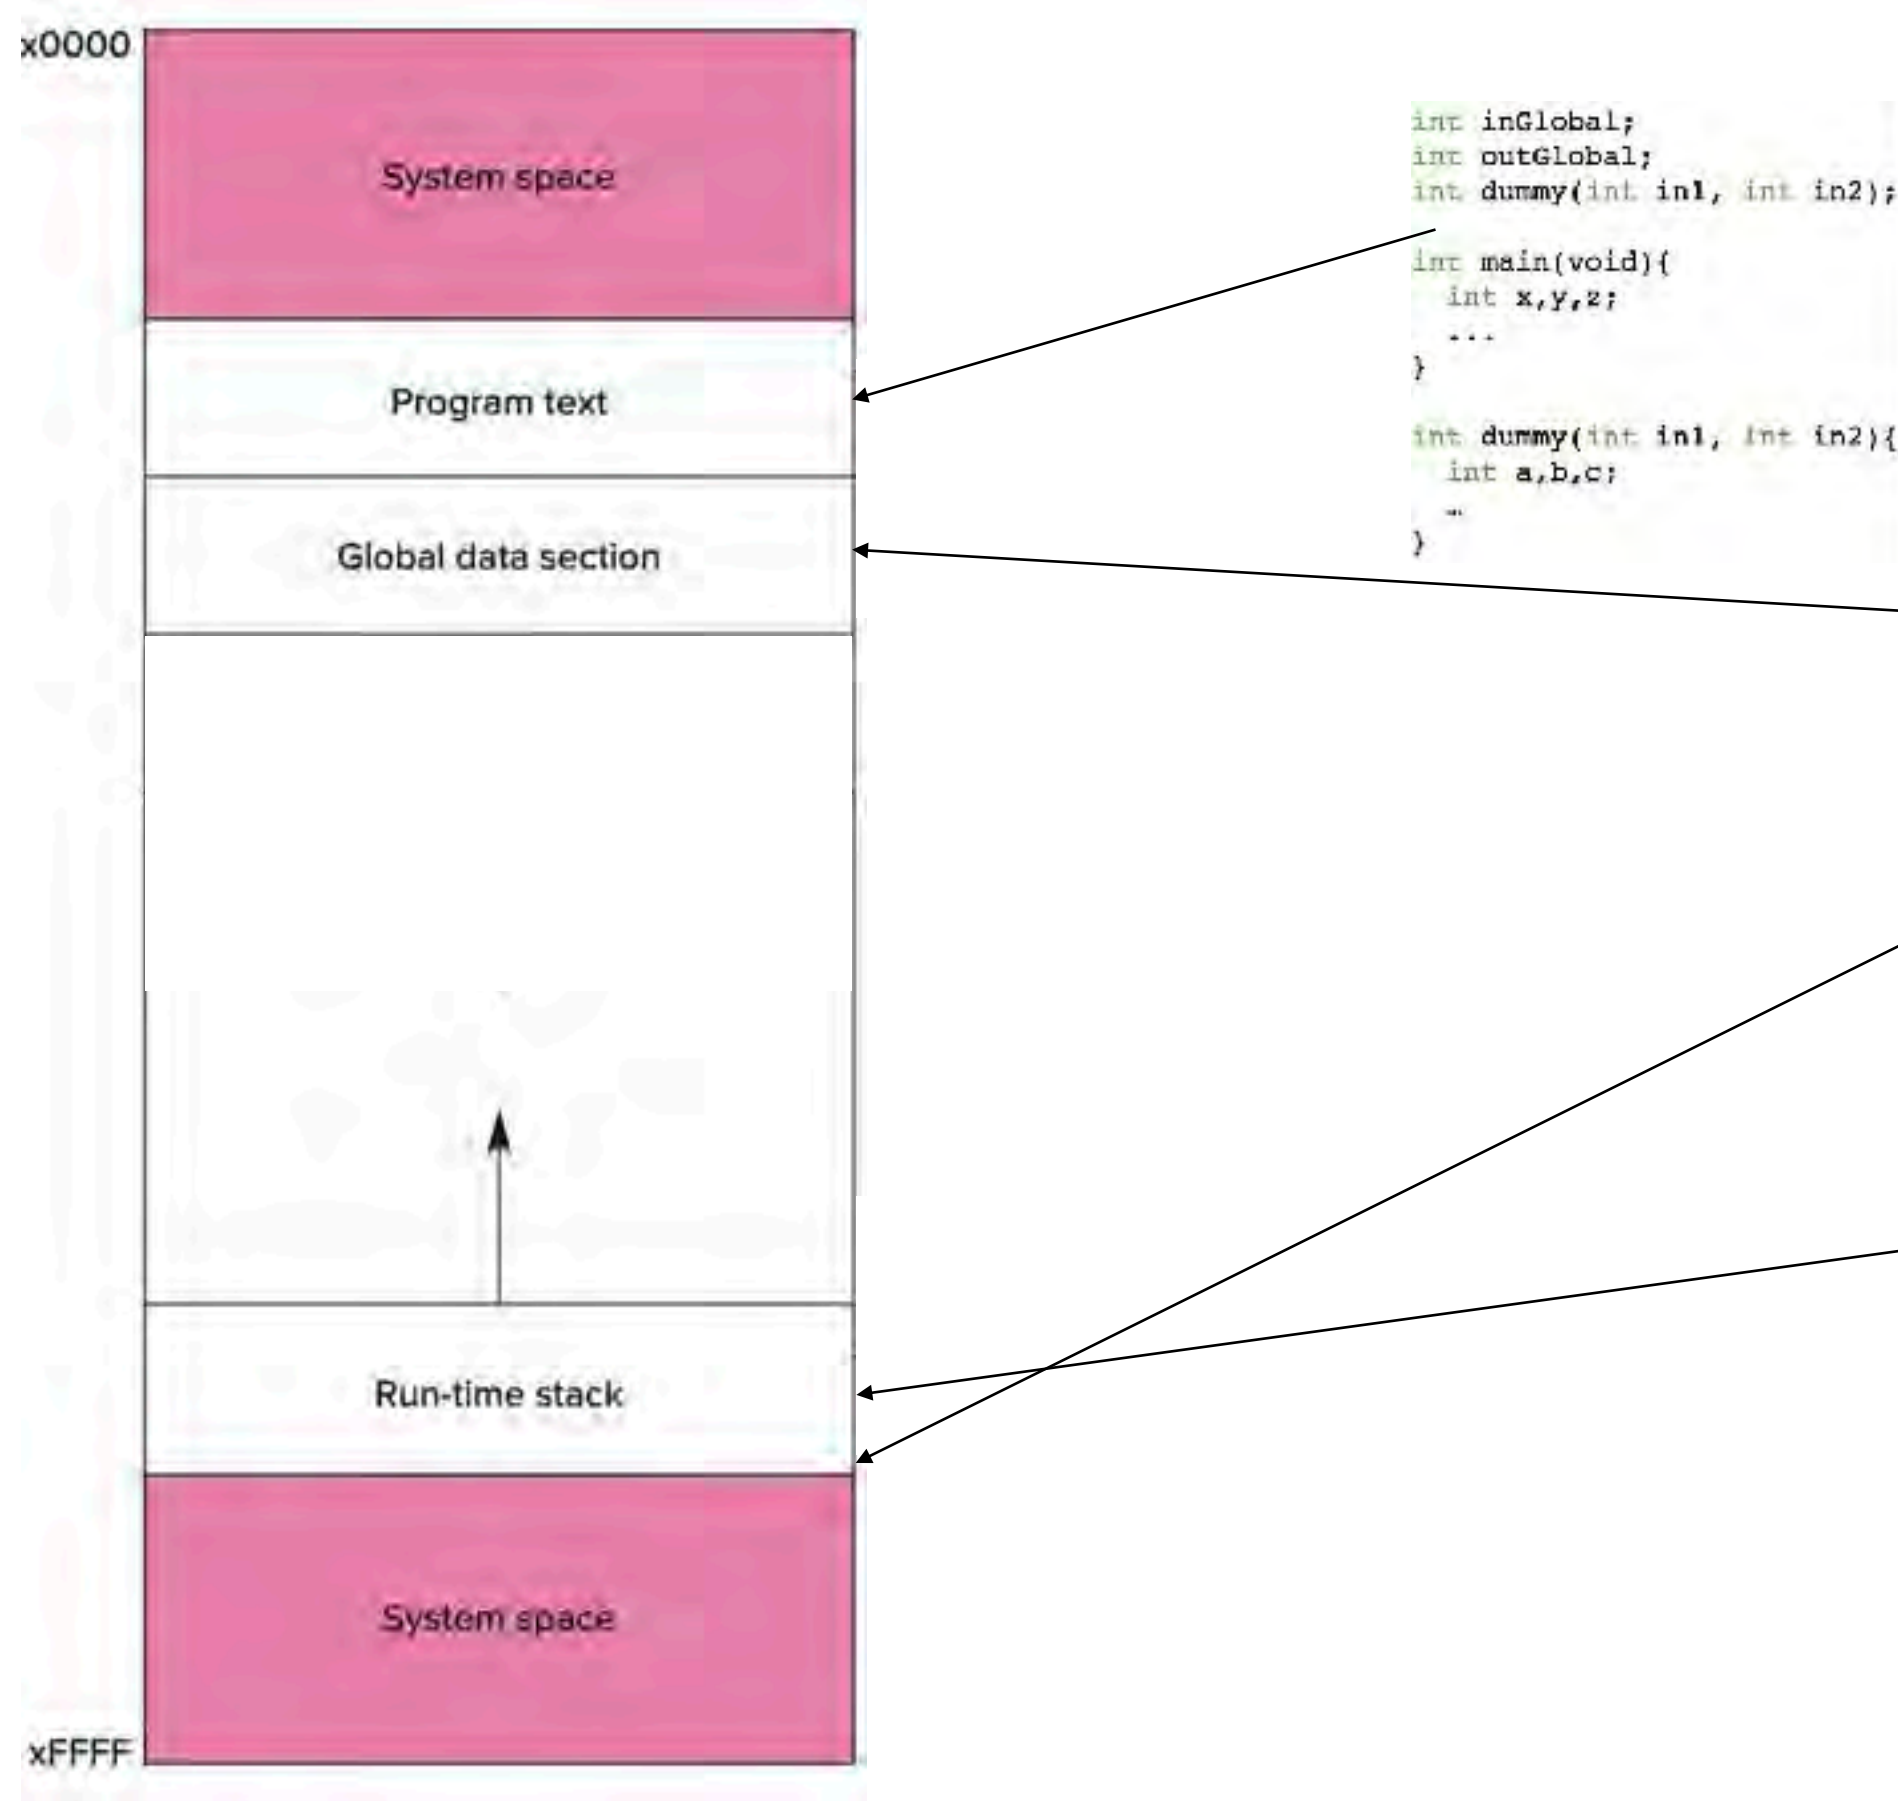 x0000
System space
Program text
Global data section
Run-time stack
System space
xFFFF
int inGlobal;
int outGlobal;
int dummy(int in1, int in2);
int main(void){
int x,y,z;
...
}
int dummy(int in1, int in2){
int a,b,c;
…
}